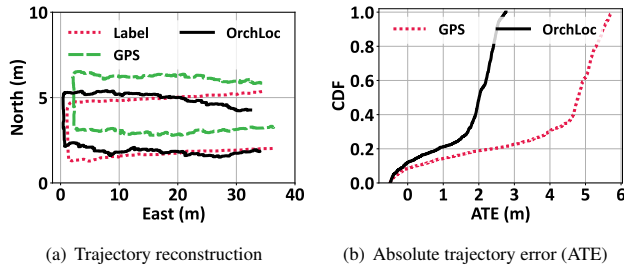 Label
OrchLoc
GPS
North (m)
10
5
0
0
10
20
30
40
East (m)
(a) Trajectory reconstruction
GPS
OrchLoc
CDF
1.0
0.8
0.6
0.4
0.2
0.0
0
1
2
3
4
5
6
ATE (m)
(b) Absolute trajectory error (ATE)